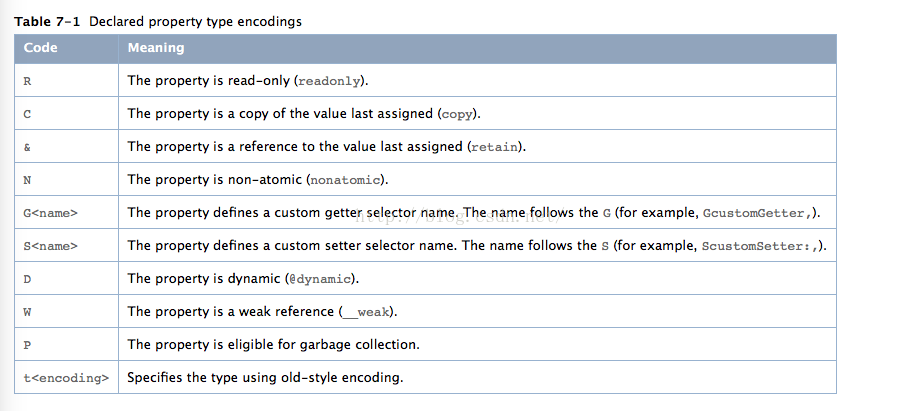 Table 7-1 Declared property type encodings
Code Meaning
R The property is read-only (readonly).
C The property is a copy of the value last assigned (copy).
& The property is a reference to the value last assigned (retain).
N The property is non-atomic (nonatomic).
G<name> The property defines a custom getter selector name. The name follows the G (for example, GcustomGetter,).
http://blog.csdn.net/
S<name> The property defines a custom setter selector name. The name follows the S (for example, ScustomSetter:,).
D The property is dynamic (@dynamic).
W The property is a weak reference (__weak).
P The property is eligible for garbage collection.
t<encoding> Specifies the type using old-style encoding.